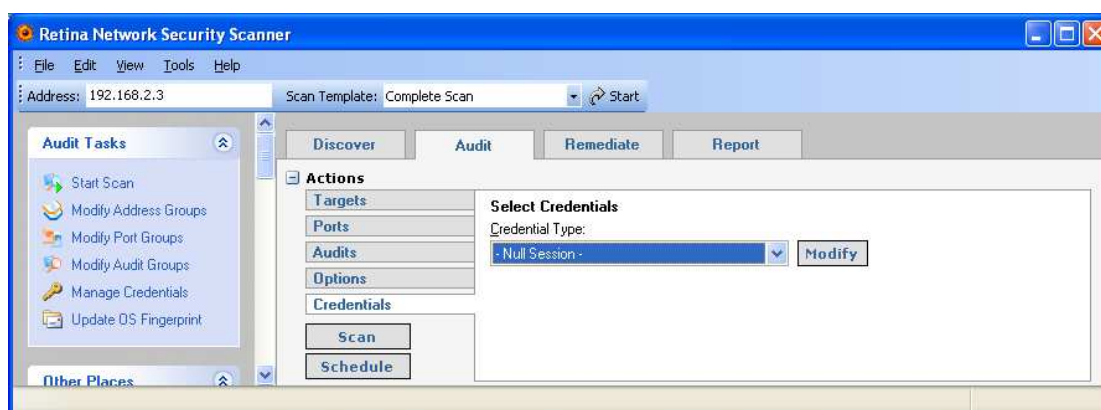 Retina Network Security Scanner
File Edit View Tools Help
Address: 192.168.2.3 Scan Template: Complete Scan Start
Audit Tasks
Start Scan
Modify Address Groups
Modify Port Groups
Modify Audit Groups
Manage Credentials
Update OS Fingerprint
Other Places
Discover Audit Remediate Report
Actions
Targets
Ports
Audits
Options
Credentials
Scan
Schedule
Select Credentials
Credential Type:
- Null Session - Modify